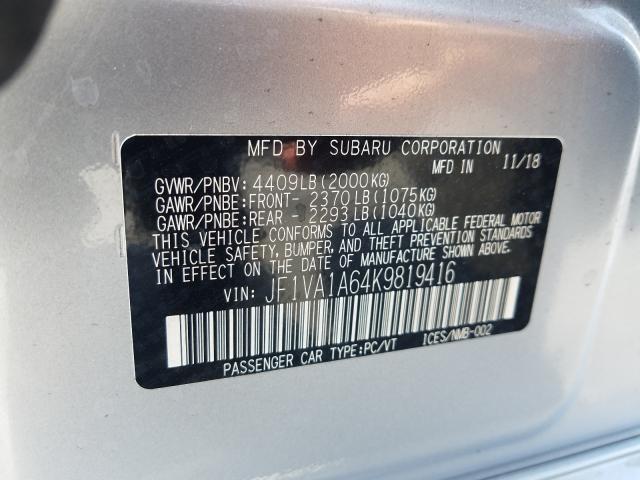 MFD BY SUBARU CORPORATION
MFD IN 11/18
GVWR/PNBV: 4409LB(2000KG)
GAWR/PNBE:FRONT- 2370LB(1075KG)
GAWR/PNBE:REAR - 2293LB(1040KG)
THIS VEHICLE CONFORMS TO ALL APPLICABLE FEDERAL MOTOR
VEHICLE SAFETY, BUMPER, AND THEFT PREVENTION STANDARDS
IN EFFECT ON THE DATE OF MANUFACTURE SHOWN ABOVE.
VIN: JF1VA1A64K9819416
PASSENGER CAR TYPE:PC/VT ICES/NMB-002